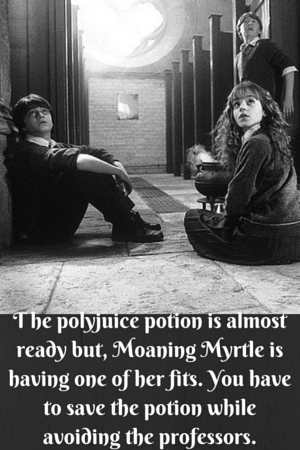 The polyjuice potion is almost
ready but, Moaning Myrtle is
having one of her fits. You have
to save the potion while
avoiding the professors.